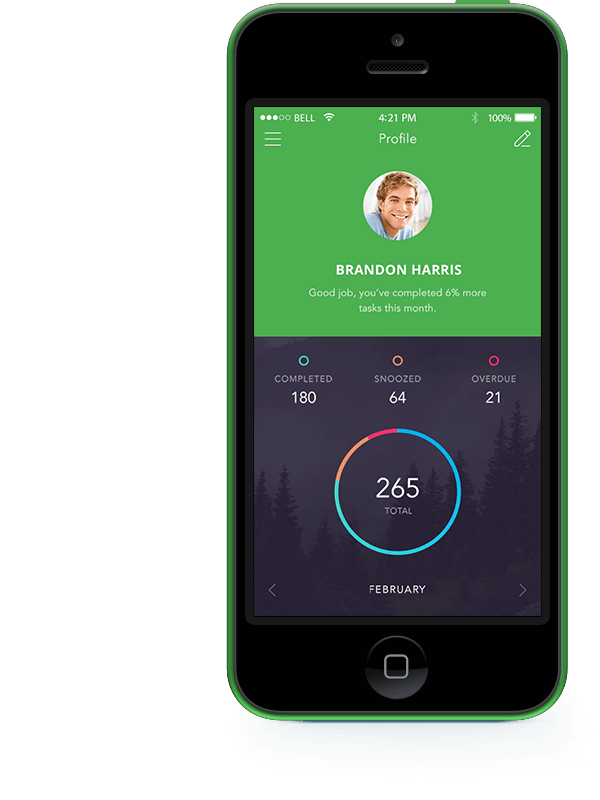 BELL 4:21 PM 100%
Profile
BRANDON HARRIS
Good job, you've completed 6% more
tasks this month.
COMPLETED SNOOZED OVERDUE
180 64 21
265
TOTAL
FEBRUARY